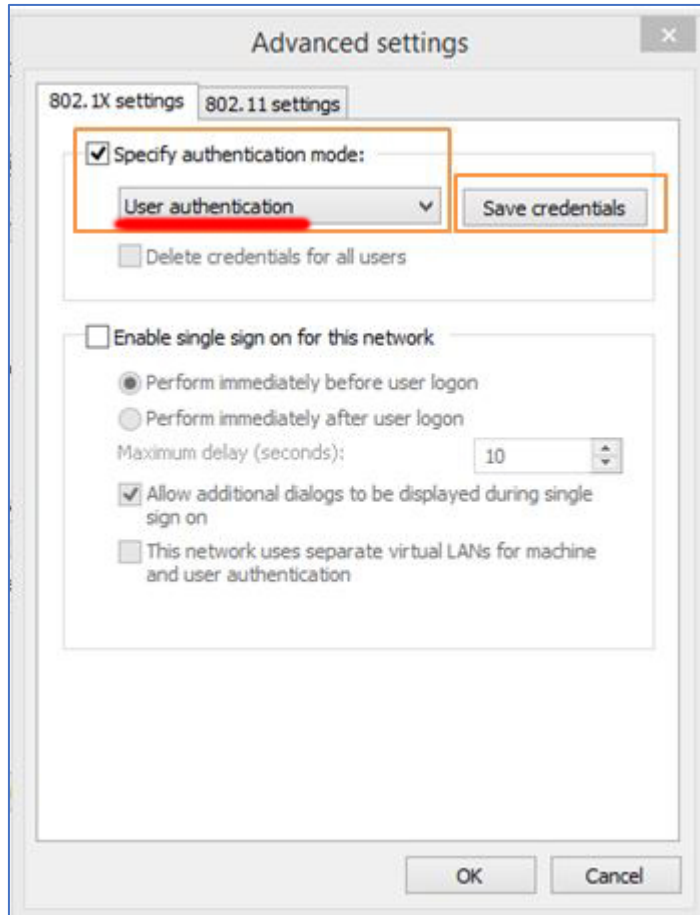 Advanced settings
802.1X settings
802.11 settings
Specify authentication mode:
User authentication
Save credentials
Delete credentials for all users
Enable single sign on for this network
Perform immediately before user logon
Perform immediately after user logon
Maximum delay (seconds):
10
Allow additional dialogs to be displayed during single
sign on
This network uses separate virtual LANs for machine
and user authentication
OK
Cancel